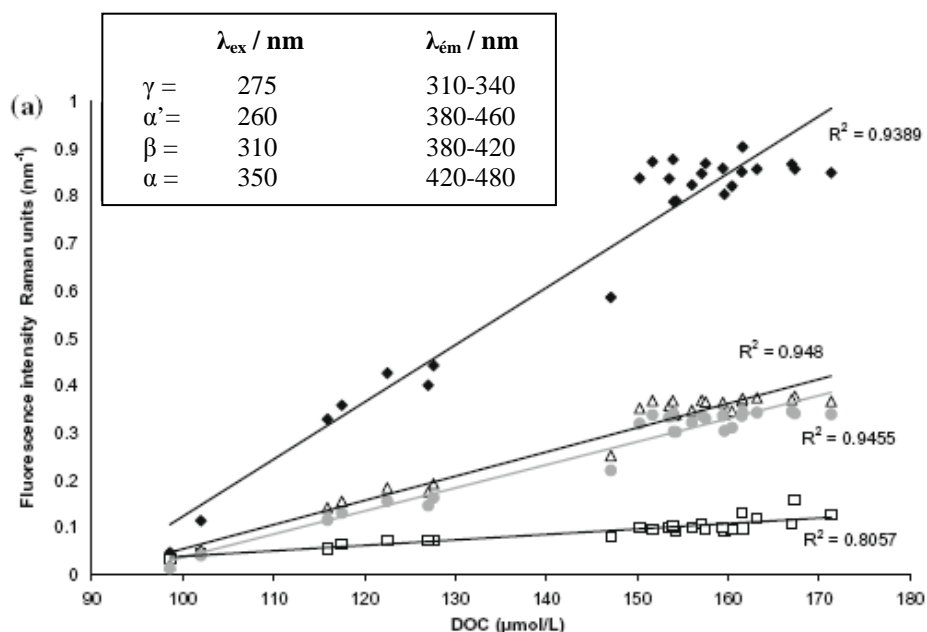 λex / nm λém / nm
γ = 275 310-340
α’= 260 380-460
β = 310 380-420
α = 350 420-480
(a)
Fluorescence intensity Raman units (nm⁻¹)
1
0.9
0.8
0.7
0.6
0.5
0.4
0.3
0.2
0.1
0
R² = 0.9389
R² = 0.948
R² = 0.9455
R² = 0.8057
90 100 110 120 130 140 150 160 170 180
DOC (µmol/L)